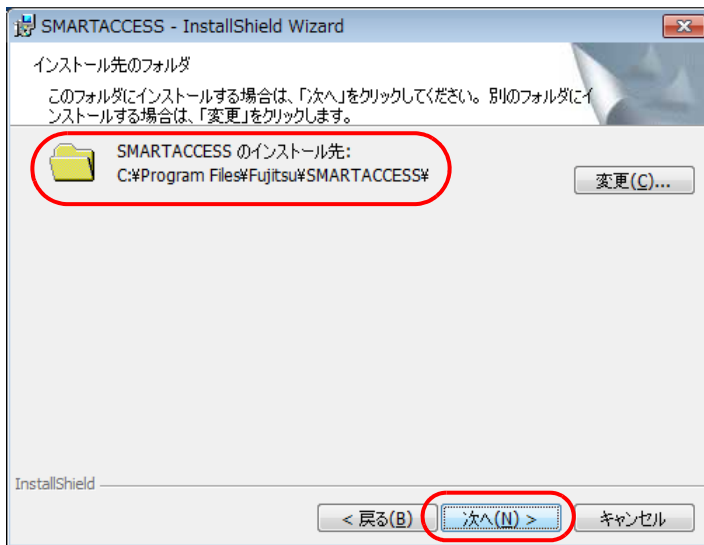 SMARTACCESS - InstallShield Wizard
インストール先のフォルダ
このフォルダにインストールする場合は、「次へ」をクリックしてください。別のフォルダにイ
ンストールする場合は、「変更」をクリックします。
SMARTACCESS のインストール先:
C:¥Program Files¥Fujitsu¥SMARTACCESS¥
変更(C)...
InstallShield
< 戻る(B)
次へ(N) >
キャンセル